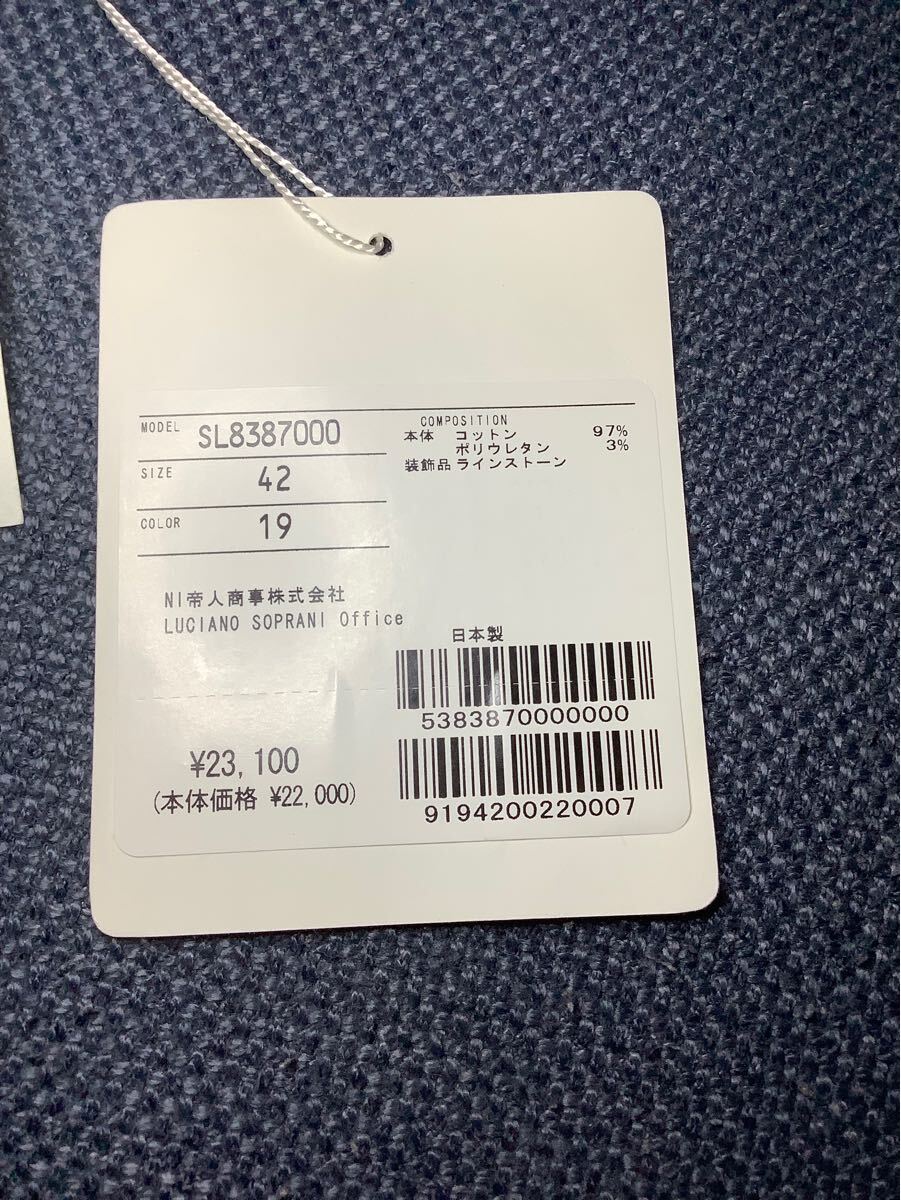 MODEL SL8387000
SIZE 42
COLOR 19
COMPOSITION
本体 コットン 97%
ポリウレタン 3%
装飾品 ラインストーン
NI帝人商事株式会社
LUCIANO SOPRANI Office
日本製
5383870000000
¥23,100
(本体価格 ¥22,000)
9194200220007